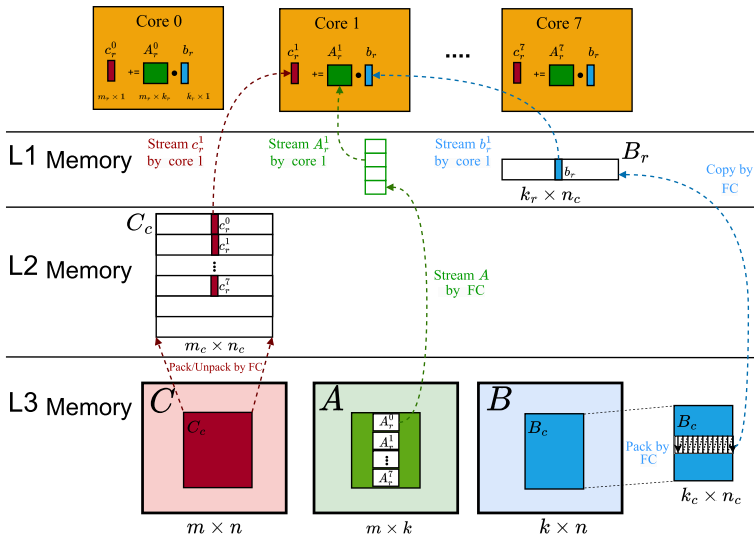 Core 0
c_r^0 A_r^0 b_r
+= •
m_r × 1 m_r × k_r k_r × 1
Core 1
c_r^1 A_r^1 b_r
+= •
....
Core 7
c_r^7 A_r^7 b_r
+= •
L1 Memory
Stream c_r^1
by core 1
Stream A_r^1
by core 1
Stream b_r^1
by core 1
B_r
b_r
k_r × n_c
Copy by
FC
L2 Memory
C_c
c_r^0
c_r^1
...
c_r^7
m_c × n_c
Stream A
by FC
Pack/Unpack by FC
L3 Memory
C
C_c
m × n
A
A_r^0
A_r^1
...
A_r^7
m × k
B
B_c
k × n
Pack by
FC
B_c
k_c × n_c